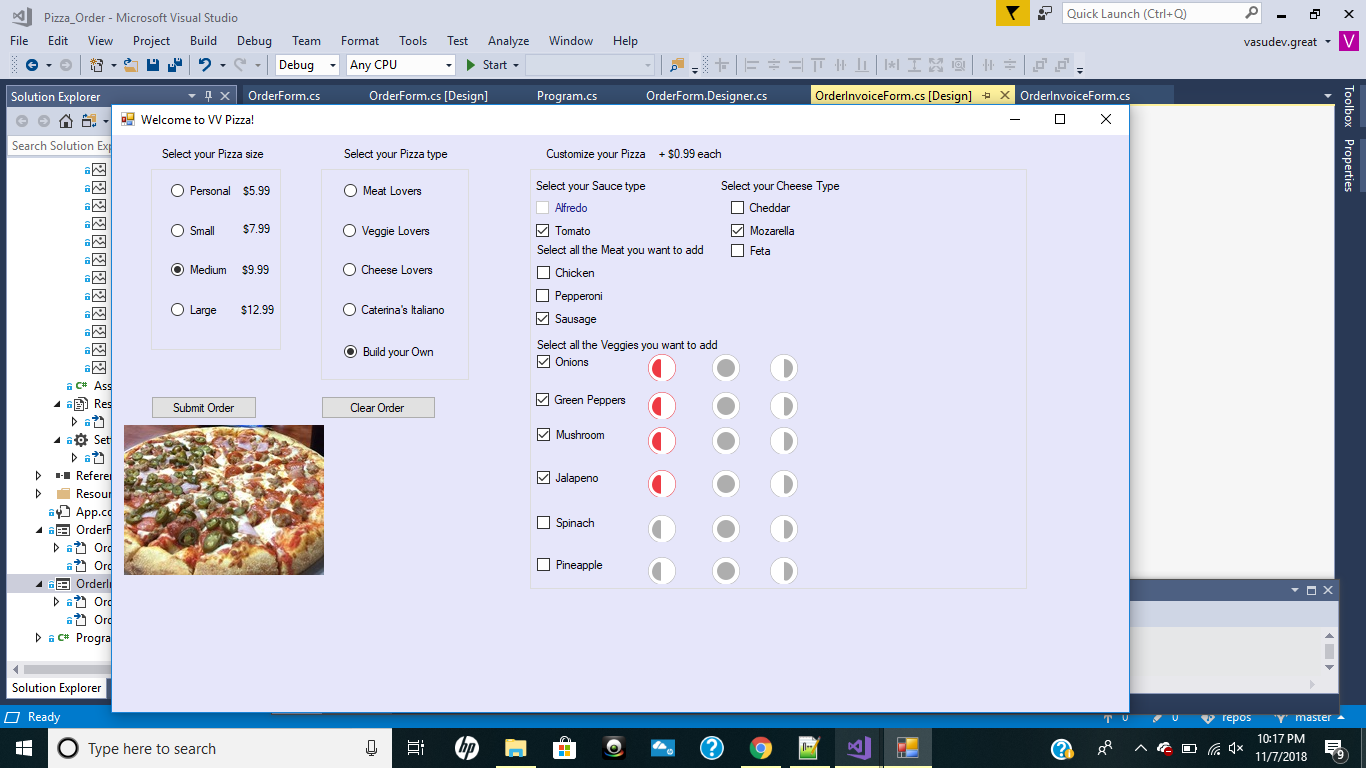 Pizza_Order - Microsoft Visual Studio
Quick Launch (Ctrl+Q)
File Edit View Project Build Debug Team Format Tools Test Analyze Window Help
vasudev.great V
Debug Any CPU Start
Solution Explorer
OrderForm.cs OrderForm.cs [Design] Program.cs OrderForm.Designer.cs OrderInvoiceForm.cs [Design] OrderInvoiceForm.cs
Toolbox
Properties
Welcome to VV Pizza!
Search Solution Exp
Select your Pizza size
Personal $5.99
Small $7.99
Medium $9.99
Large $12.99
Select your Pizza type
Meat Lovers
Veggie Lovers
Cheese Lovers
Caterina's Italiano
Build your Own
Submit Order
Clear Order
Customize your Pizza + $0.99 each
Select your Sauce type
Alfredo
Tomato
Select your Cheese Type
Cheddar
Mozarella
Feta
Select all the Meat you want to add
Chicken
Pepperoni
Sausage
Select all the Veggies you want to add
Onions
Green Peppers
Mushroom
Jalapeno
Spinach
Pineapple
C# Ass
Res
Set
Referen
Resour
App.co
OrderF
Ord
Ord
OrderI
Ord
Ord
C# Progra
Solution Explorer
Ready
0 0 repos master
Type here to search
hp
10:17 PM
11/7/2018
9